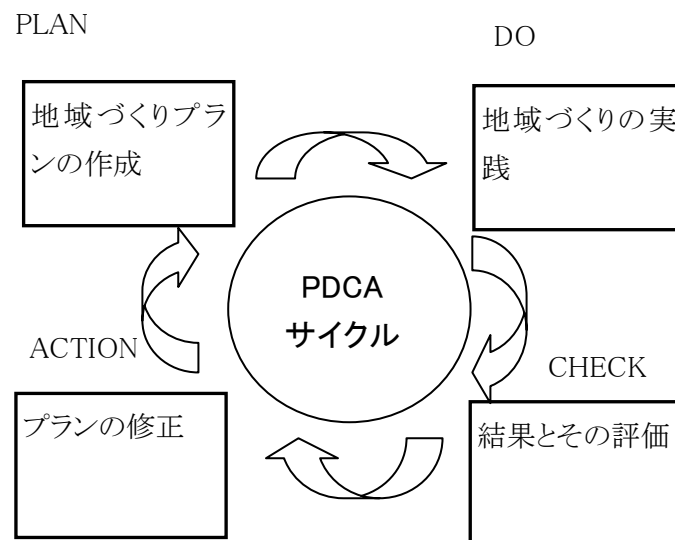 PLAN
DO
地域づくりプラ
ンの作成
地域づくりの実
践
PDCA
サイクル
ACTION
CHECK
プランの修正
結果とその評価